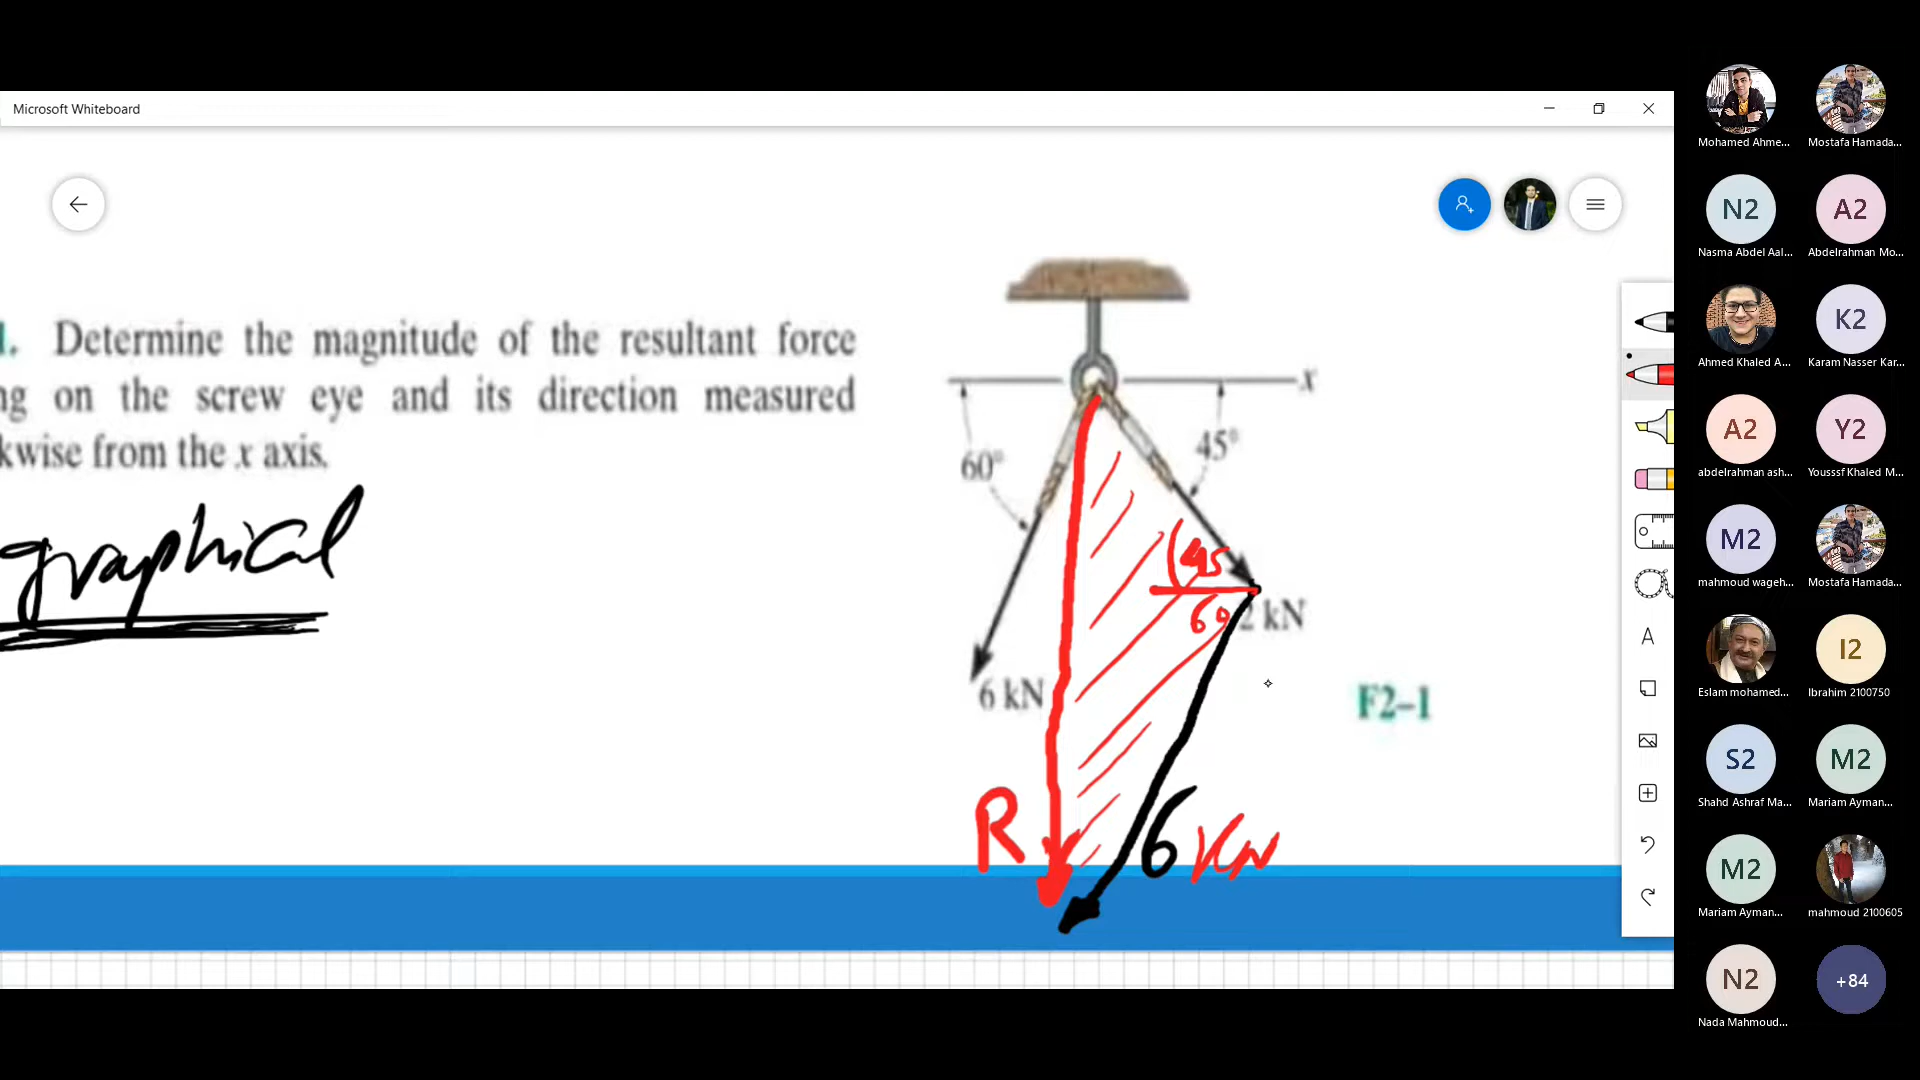 Microsoft Whiteboard
Mohamed Ahme...
Mostafa Hamada...
N2
A2
Nasma Abdel Aal...
Abdelrahman Mo...
K2
Ahmed Khaled A...
Karam Nasser Kar...
A2
Y2
abdelrahman ash...
Yousssf Khaled M...
M2
mahmoud wageh...
Mostafa Hamada...
I2
Eslam mohamed...
Ibrahim 2100750
S2
M2
Shahd Ashraf Ma...
Mariam Ayman...
M2
Mariam Ayman...
mahmoud 2100605
N2
+84
Nada Mahmoud...
. Determine the magnitude of the resultant force
ng on the screw eye and its direction measured
kwise from the x axis.
graphical
x
60°
45°
45
60
2 kN
6 kN
F2–1
R
6 KN
A